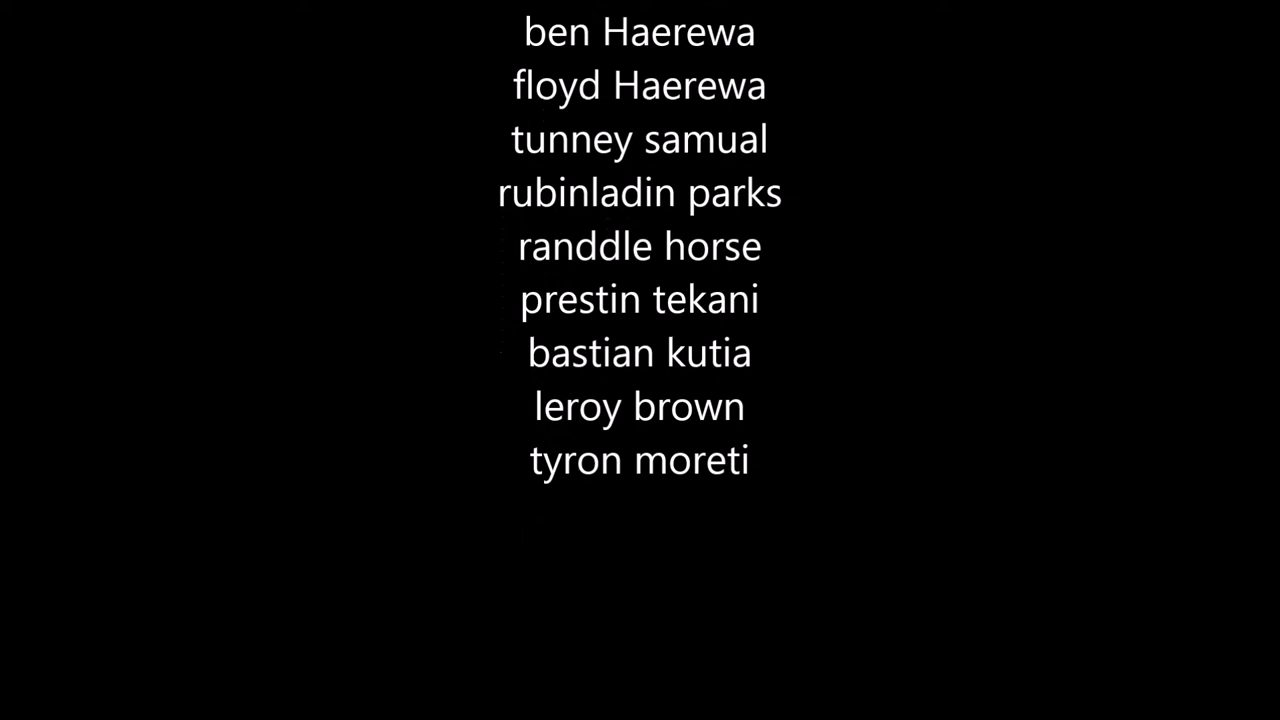 ben Haerewa
floyd Haerewa
tunney samual
rubinladin parks
randdle horse
prestin tekani
bastian kutia
leroy brown
tyron moreti